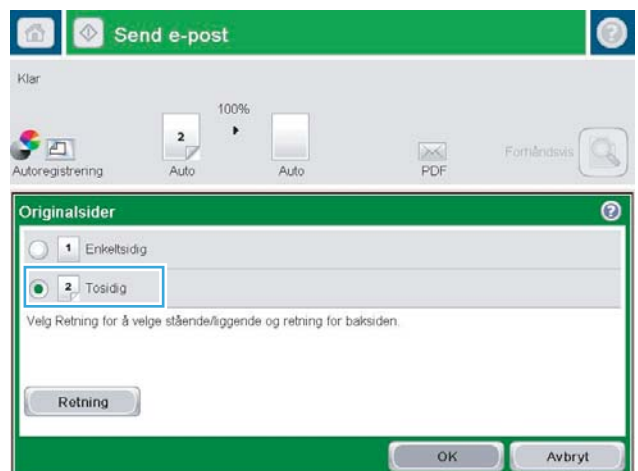 Send e-post
Klar
100%
2
Autoregistrering
Auto
Auto
PDF
Forhåndsvis
Originalsider
1 Enkeltsidig
2 Tosidig
Velg Retning for å velge stående/liggende og retning for baksiden.
Retning
OK
Avbryt